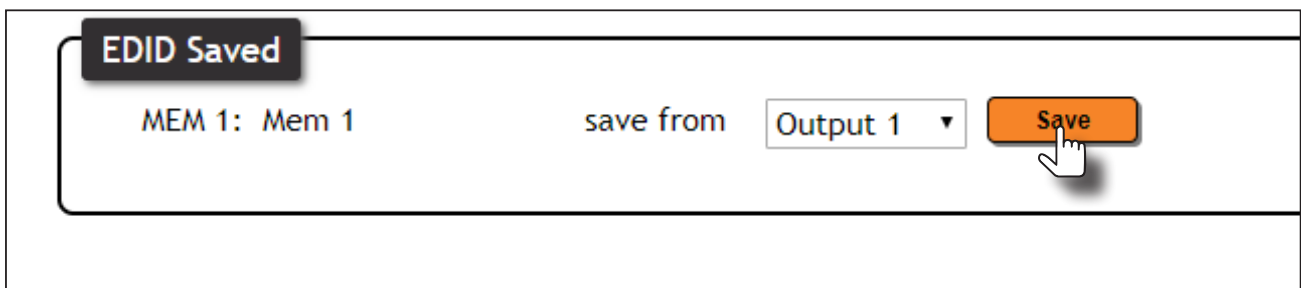 EDID Saved
MEM 1: Mem 1 save from Output 1 Save